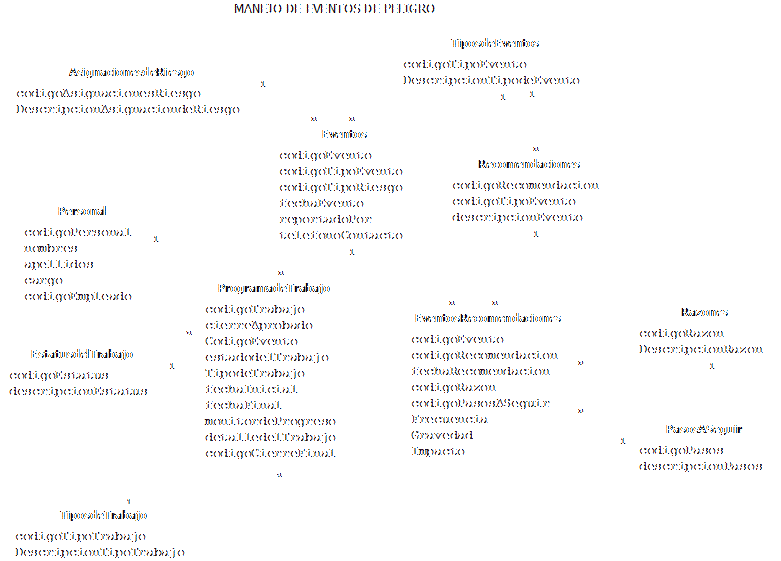 MANEJO DE EVENTOS DE PELIGRO
TiposdeEventos
codigoTipoEvento
DescripcionTipodeEvento
AsignacionesdeRiesgo
codigoAsignacionesRiesgo
DescripcionAsignaciondeRiesgo
Eventos
codigoEvento
codigoTipoEvento
codigoTipoRiesgo
fechaEvento
reportadoPor
telefonoContacto
Recomendaciones
codigoRecomendacion
codigoTipoEvento
descripcionEvento
Personal
codigoPersonal
nombres
apellidos
cargo
codigoEmpleado
ProgramadeTrabajo
codigoTrabajo
cierreAprobado
CodigoEvento
estadodelTrabajo
TipodeTrabajo
fechaInicial
fechaFinal
monitordeProgreso
detalledelTrabajo
codigoCierreFinal
EventosRecomendaciones
codigoEvento
codigoRecomendacion
fechaRecomendacion
codigoRazon
codigoPasosASeguir
Frecuencia
Gravedad
Impacto
Razones
codigoRazon
DescripcionRazon
EstatusdelTrabajo
codigoEstatus
descripcionEstatus
PasosASeguir
codigoPasos
descripcionPasos
TiposdeTrabajo
codigoTipoTrabajo
DescripcionTipoTrabajo